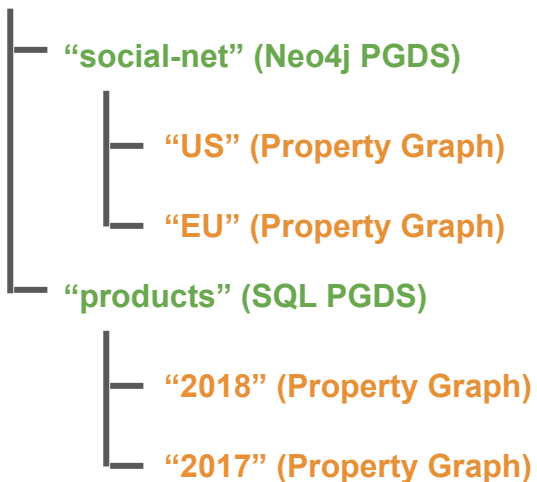 “social-net” (Neo4j PGDS)
“US” (Property Graph)
“EU” (Property Graph)
“products” (SQL PGDS)
“2018” (Property Graph)
“2017” (Property Graph)